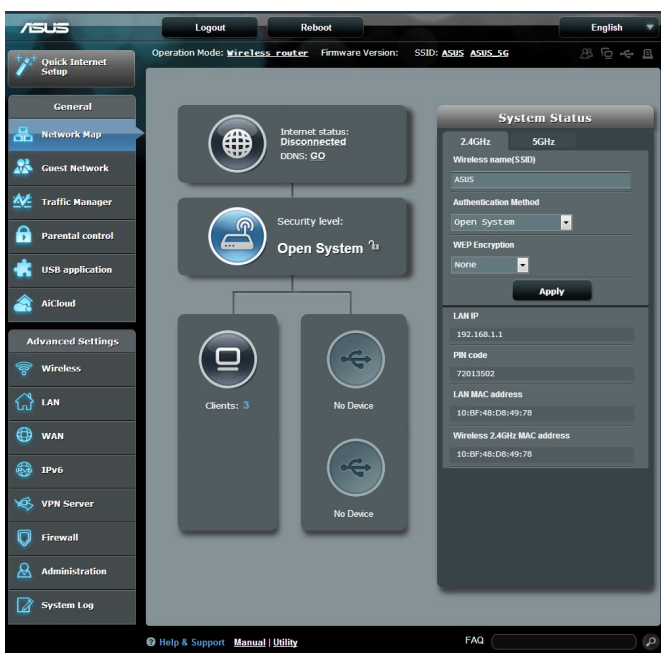 ASUS
Logout
Reboot
English
Quick Internet Setup
Operation Mode: Wireless router Firmware Version: SSID: ASUS ASUS_5G
General
Network Map
Guest Network
Traffic Manager
Parental control
USB application
AiCloud
Advanced Settings
Wireless
LAN
WAN
IPv6
VPN Server
Firewall
Administration
System Log
Internet status:
Disconnected
DDNS: GO
Security level:
Open System
Clients: 3
No Device
No Device
System Status
2.4GHz
5GHz
Wireless name(SSID)
ASUS
Authentication Method
Open System
WEP Encryption
None
Apply
LAN IP
192.168.1.1
PIN code
72013502
LAN MAC address
10:BF:48:D8:49:78
Wireless 2.4GHz MAC address
10:BF:48:D8:49:78
Help & Support Manual | Utility
FAQ